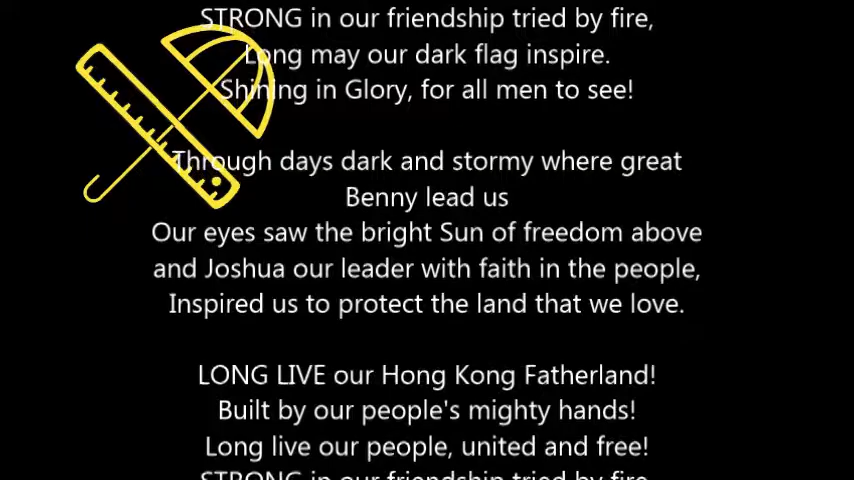 STRONG in our friendship tried by fire,
Long may our dark flag inspire.
Shining in Glory, for all men to see!
Through days dark and stormy where great
Benny lead us
Our eyes saw the bright Sun of freedom above
and Joshua our leader with faith in the people,
Inspired us to protect the land that we love.
LONG LIVE our Hong Kong Fatherland!
Built by our people's mighty hands!
Long live our people, united and free!
STRONG in our friendship tried by fire,